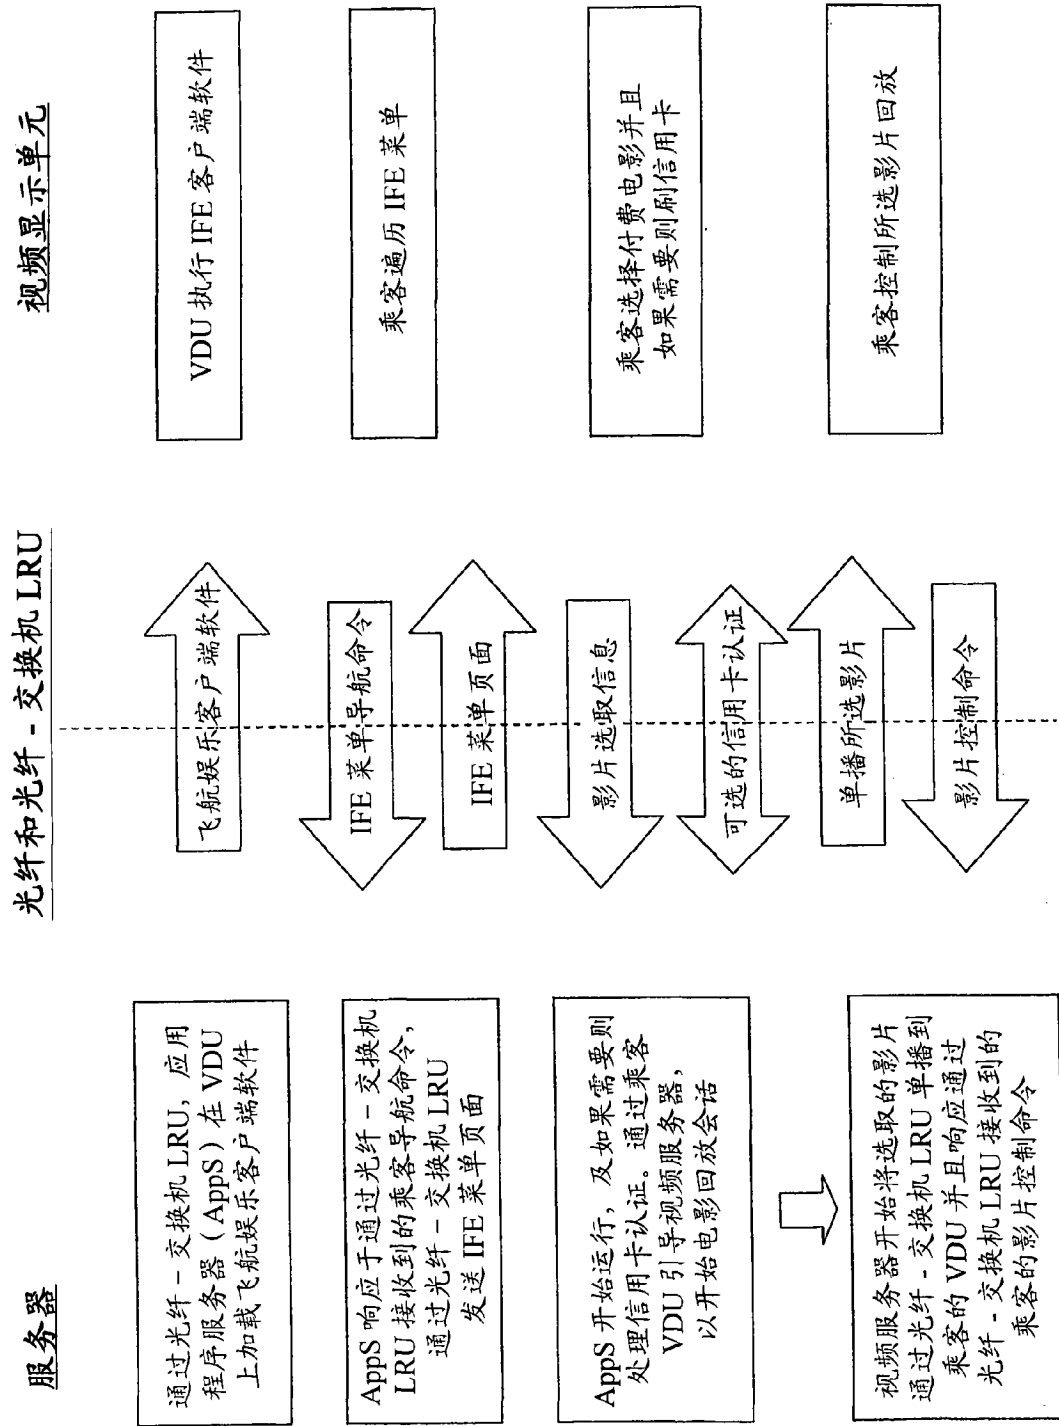 服务器
光纤和光纤-交换机 LRU
视频显示单元
通过光纤-交换机 LRU, 应用
程序服务器（AppS）在 VDU
上加载飞航娱乐客户端软件
飞航娱乐客户端软件
VDU 执行 IFE 客户端软件
AppS 响应于通过光纤-交换机
LRU 接收到的乘客导航命令,
通过光纤-交换机 LRU
发送 IFE 菜单页面
IFE 菜单导航命令
IFE 菜单页面
乘客遍历 IFE 菜单
AppS 开始运行，及如果需要则
处理信用卡认证。通过乘客
VDU 引导视频服务器，
以开始电影回放会话
影片选取信息
可选的信用卡认证
乘客选择付费电影并且
如果需要则刷信用卡
视频服务器开始将选取的影片
通过光纤-交换机 LRU 单播到
乘客的 VDU 并且响应通过
光纤-交换机 LRU 接收到的
乘客的影片控制命令
单播所选影片
影片控制命令
乘客控制所选影片回放